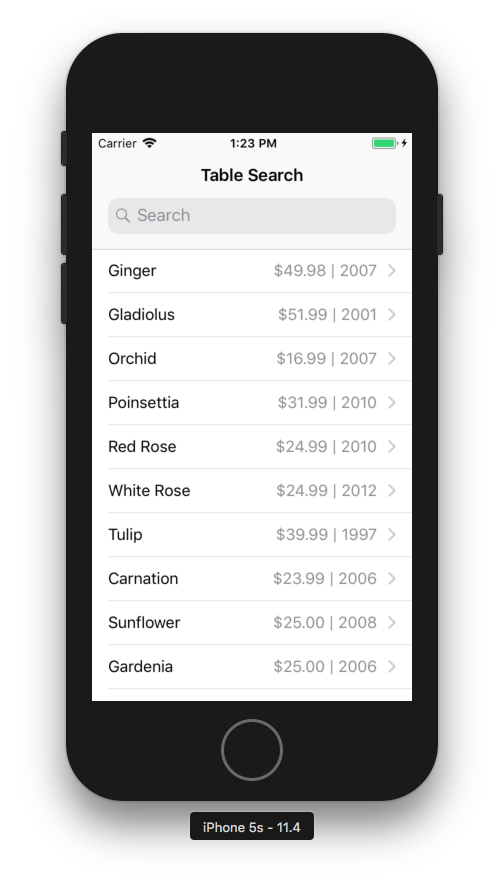 Carrier 1:23 PM
Table Search
Search
Ginger $49.98 | 2007
Gladiolus $51.99 | 2001
Orchid $16.99 | 2007
Poinsettia $31.99 | 2010
Red Rose $24.99 | 2010
White Rose $24.99 | 2012
Tulip $39.99 | 1997
Carnation $23.99 | 2006
Sunflower $25.00 | 2008
Gardenia $25.00 | 2006
iPhone 5s - 11.4